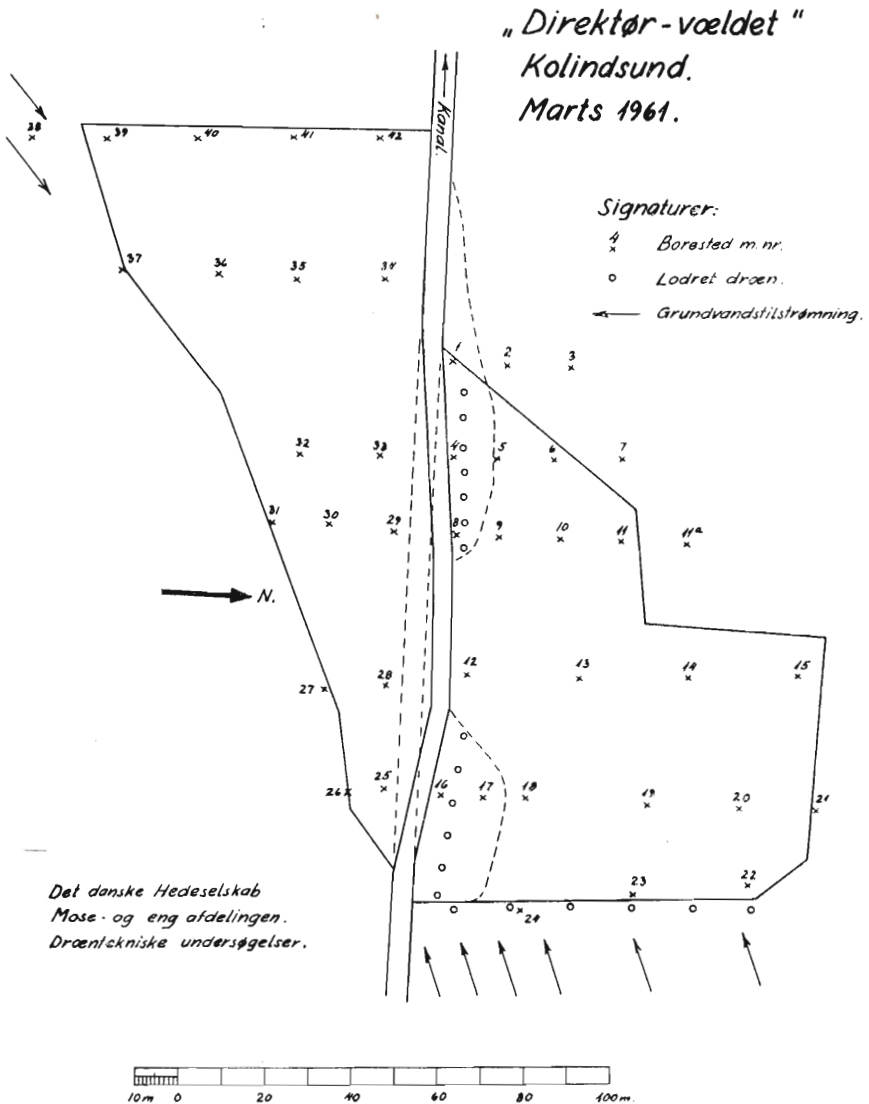 „Direktør-vældet“
Kolindsund.
Marts 1961.
Kanal.
Signaturer:
4
Borested m. nr.
Lodret dræn.
Grundvandstilstrømning.
38 39 40 41 42
37 36 35 34
1 2 3
32 33 4 5 6 7
31 30 29 8 9 10 11 11a
N.
27 28 12 13 14 15
26 25 16 17 18 19 20 21
24 23 22
Det danske Hedeselskab
Mose- og eng afdelingen.
Dræntekniske undersøgelser.
10m 0 20 40 60 80 100m.